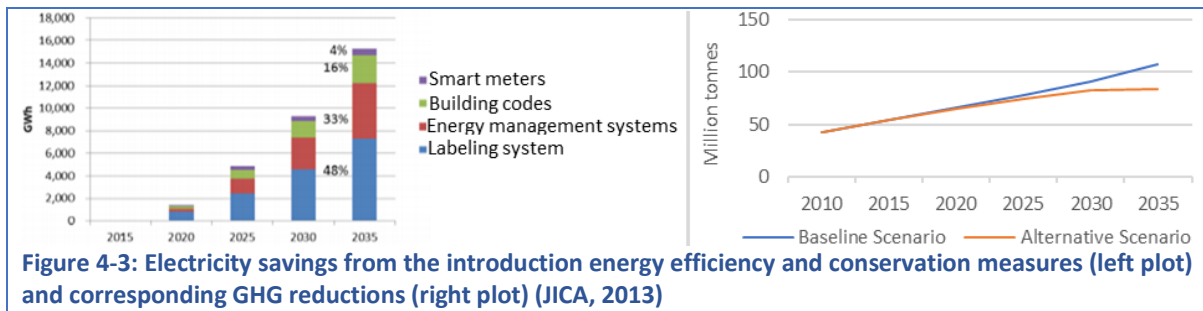 18,000
16,000
14,000
12,000
10,000
8,000
6,000
4,000
2,000
0
GWh
2015 2020 2025 2030 2035
4%
16%
33%
48%
Smart meters
Building codes
Energy management systems
Labeling system
150
100
50
0
Million tonnes
2010 2015 2020 2025 2030 2035
Baseline Scenario Alternative Scenario
Figure 4-3: Electricity savings from the introduction energy efficiency and conservation measures (left plot)
and corresponding GHG reductions (right plot) (JICA, 2013)